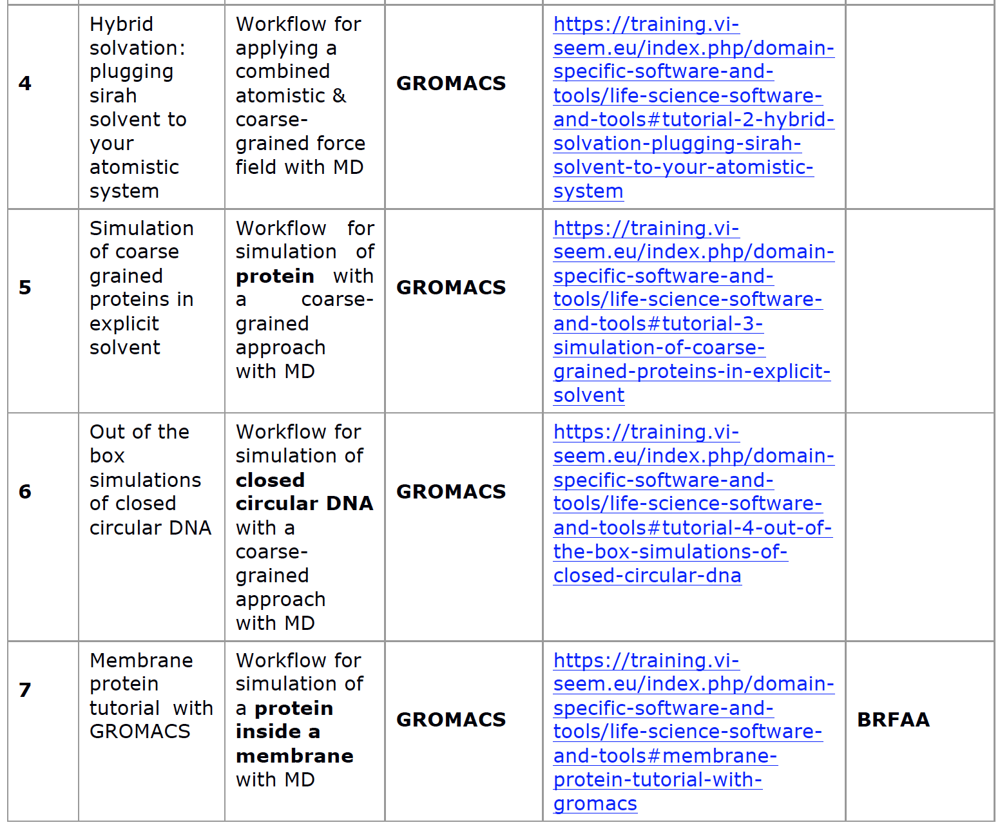 4
Hybrid
solvation:
plugging
sirah
solvent to
your
atomistic
system
Workflow for
applying a
combined
atomistic &
coarse-
grained force
field with MD
GROMACS
https://training.vi-
seem.eu/index.php/domain-
specific-software-and-
tools/life-science-software-
and-tools#tutorial-2-hybrid-
solvation-plugging-sirah-
solvent-to-your-atomistic-
system
5
Simulation
of coarse
grained
proteins in
explicit
solvent
Workflow for
simulation of
protein with
a coarse-
grained
approach
with MD
GROMACS
https://training.vi-
seem.eu/index.php/domain-
specific-software-and-
tools/life-science-software-
and-tools#tutorial-3-
simulation-of-coarse-
grained-proteins-in-explicit-
solvent
6
Out of the
box
simulations
of closed
circular DNA
Workflow for
simulation of
closed
circular DNA
with a
coarse-
grained
approach
with MD
GROMACS
https://training.vi-
seem.eu/index.php/domain-
specific-software-and-
tools/life-science-software-
and-tools#tutorial-4-out-of-
the-box-simulations-of-
closed-circular-dna
7
Membrane
protein
tutorial with
GROMACS
Workflow for
simulation of
a protein
inside a
membrane
with MD
GROMACS
https://training.vi-
seem.eu/index.php/domain-
specific-software-and-
tools/life-science-software-
and-tools#membrane-
protein-tutorial-with-
gromacs
BRFAA